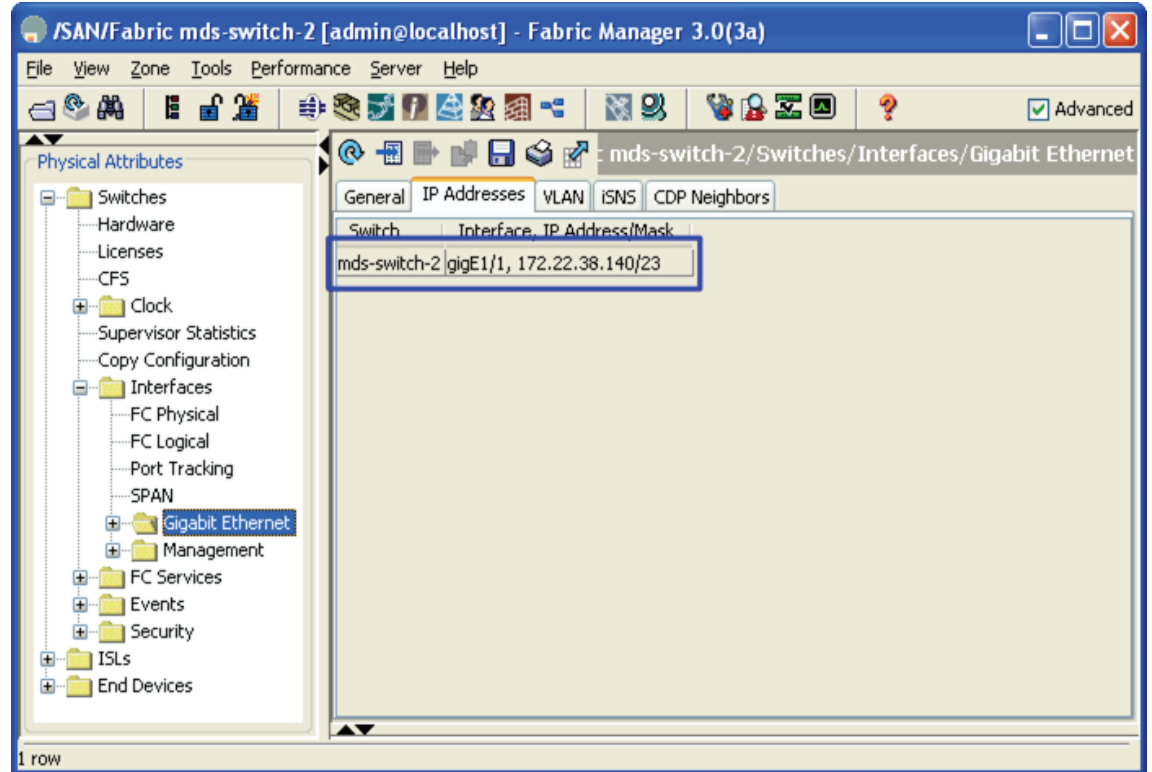 /SAN/Fabric mds-switch-2 [admin@localhost] - Fabric Manager 3.0(3a)
File View Zone Tools Performance Server Help
Advanced
Physical Attributes
Switches
Hardware
Licenses
CFS
Clock
Supervisor Statistics
Copy Configuration
Interfaces
FC Physical
FC Logical
Port Tracking
SPAN
Gigabit Ethernet
Management
FC Services
Events
Security
ISLs
End Devices
: mds-switch-2/Switches/Interfaces/Gigabit Ethernet
General IP Addresses VLAN iSNS CDP Neighbors
Switch Interface, IP Address/Mask
mds-switch-2 gigE1/1, 172.22.38.140/23
1 row